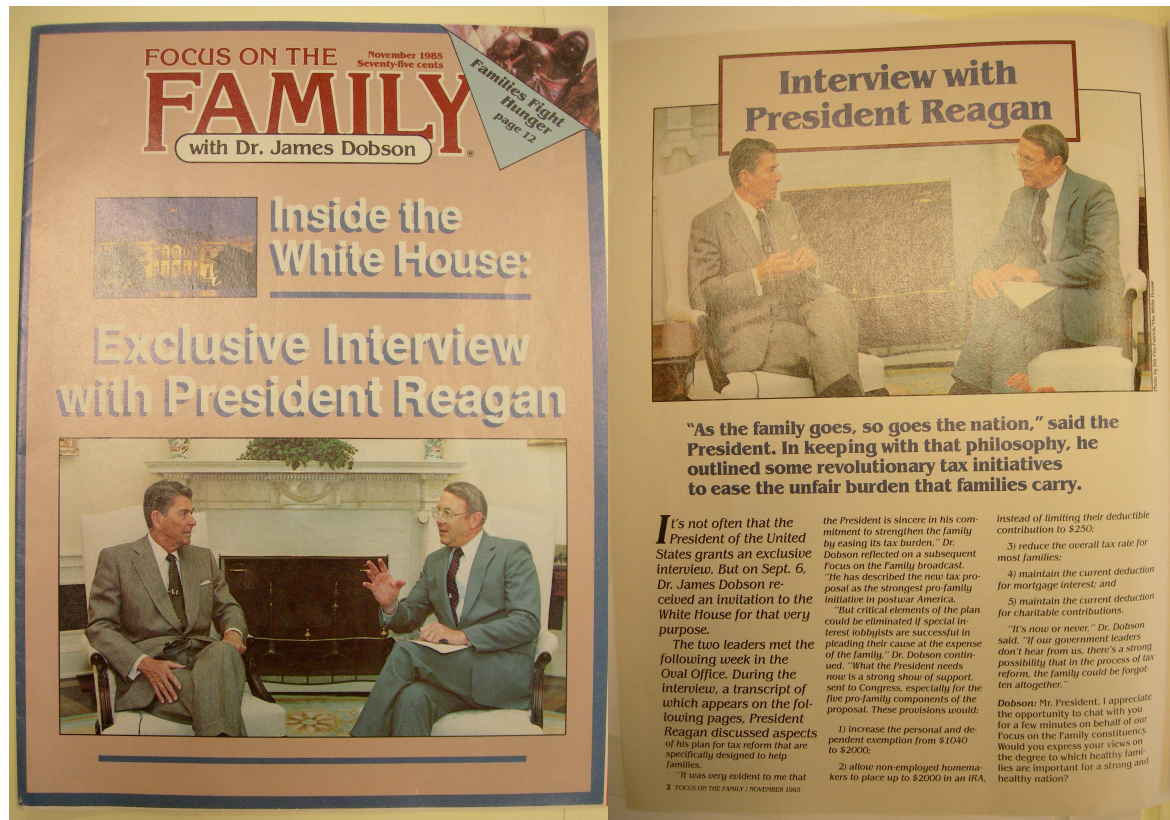 FOCUS ON THE
FAMILY®
November 1985
Seventy-five cents
with Dr. James Dobson
Families Fight
Hunger
page 12
Inside the
White House:
Exclusive Interview
with President Reagan
Interview with
President Reagan
Photo by Bill Fitz-Patrick/The White House
“As the family goes, so goes the nation,” said the
President. In keeping with that philosophy, he
outlined some revolutionary tax initiatives
to ease the unfair burden that families carry.
It's not often that the
President of the United
States grants an exclusive
interview. But on Sept. 6,
Dr. James Dobson re-
ceived an invitation to the
White House for that very
purpose.
The two leaders met the
following week in the
Oval Office. During the
interview, a transcript of
which appears on the fol-
lowing pages, President
Reagan discussed aspects
of his plan for tax reform that are
specifically designed to help
families.
“It was very evident to me that
the President is sincere in his com-
mitment to strengthen the family
by easing its tax burden,” Dr.
Dobson reflected on a subsequent
Focus on the Family broadcast.
“He has described the new tax pro-
posal as the strongest pro-family
initiative in postwar America.
“But critical elements of the plan
could be eliminated if special in-
terest lobbyists are successful in
pleading their cause at the expense
of the family,” Dr. Dobson contin-
ued. “What the President needs
now is a strong show of support,
sent to Congress, especially for the
five pro-family components of the
proposal. These provisions would:
1) increase the personal and de-
pendent exemption from $1040
to $2000;
2) allow non-employed homema-
kers to place up to $2000 in an IRA,
instead of limiting their deductible
contribution to $250;
3) reduce the overall tax rate for
most families;
4) maintain the current deduction
for mortgage interest; and
5) maintain the current deduction
for charitable contributions.
“It's now or never,” Dr. Dobson
said. “If our government leaders
don't hear from us, there's a strong
possibility that in the process of tax
reform, the family could be forgot-
ten altogether.”
Dobson: Mr. President, I appreciate
the opportunity to chat with you
for a few minutes on behalf of our
Focus on the Family constituency.
Would you express your views on
the degree to which healthy fami-
lies are important for a strong and
healthy nation?
2 FOCUS ON THE FAMILY / NOVEMBER 1985